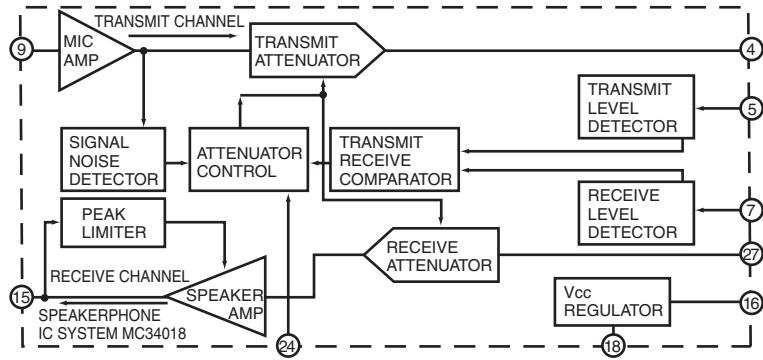 TRANSMIT CHANNEL
9
MIC
AMP
TRANSMIT
ATTENUATOR
4
TRANSMIT
LEVEL
DETECTOR
5
SIGNAL
NOISE
DETECTOR
ATTENUATOR
CONTROL
TRANSMIT
RECEIVE
COMPARATOR
RECEIVE
LEVEL
DETECTOR
7
PEAK
LIMITER
RECEIVE
ATTENUATOR
27
RECEIVE CHANNEL
SPEAKER
AMP
15
SPEAKERPHONE
IC SYSTEM MC34018
24
Vcc
REGULATOR
16
18